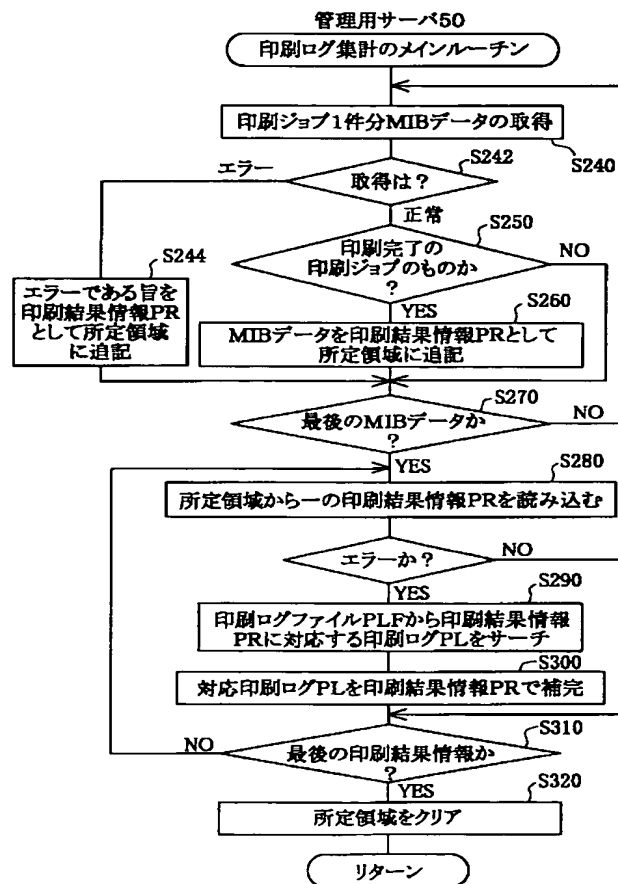 管理用サーバ50
印刷ログ集計のメインルーチン
印刷ジョブ1件分MIBデータの取得
S240
S242
エラー
取得は?
正常
S250
印刷完了の
印刷ジョブのものか
?
NO
S244
エラーである旨を
印刷結果情報PR
として所定領域
に追記
YES
S260
MIBデータを印刷結果情報PRとして
所定領域に追記
S270
最後のMIBデータか
?
NO
YES
S280
所定領域から一の印刷結果情報PRを読み込む
エラーか?
NO
YES
S290
印刷ログファイルPLFから印刷結果情報
PRに対応する印刷ログPLをサーチ
S300
対応印刷ログPLを印刷結果情報PRで補完
S310
NO
最後の印刷結果情報か
?
YES
S320
所定領域をクリア
リターン